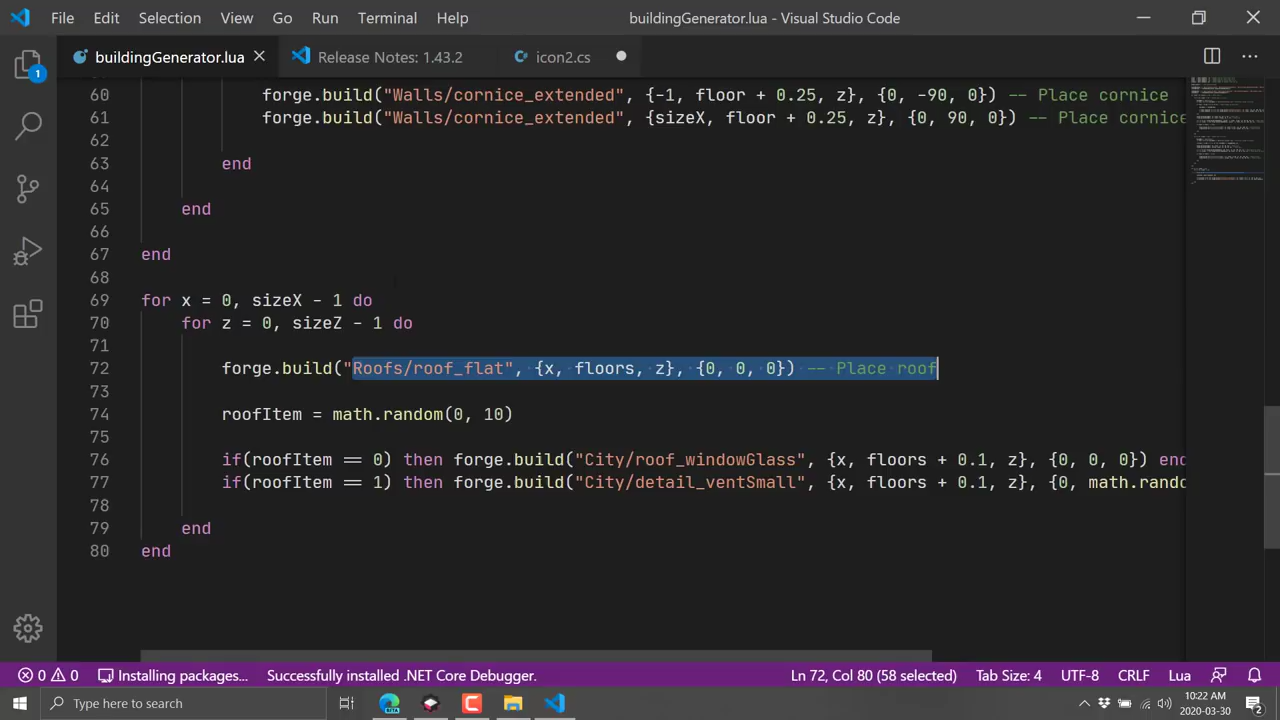 File Edit Selection View Go Run Terminal Help buildingGenerator.lua - Visual Studio Code
buildingGenerator.lua Release Notes: 1.43.2 icon2.cs
1
60 forge.build("Walls/cornice_extended", {-1, floor + 0.25, z}, {0, -90, 0}) -- Place cornice
61 forge.build("Walls/cornice_extended", {sizeX, floor + 0.25, z}, {0, 90, 0}) -- Place cornice
62
63 end
64
65 end
66
67 end
68
69 for x = 0, sizeX - 1 do
70 for z = 0, sizeZ - 1 do
71
72 forge.build("Roofs/roof_flat", {x, floors, z}, {0, 0, 0}) -- Place roof
73
74 roofItem = math.random(0, 10)
75
76 if(roofItem == 0) then forge.build("City/roof_windowGlass", {x, floors + 0.1, z}, {0, 0, 0}) end
77 if(roofItem == 1) then forge.build("City/detail_ventSmall", {x, floors + 0.1, z}, {0, math.rando
78
79 end
80 end
0 0 Installing packages... Successfully installed .NET Core Debugger. Ln 72, Col 80 (58 selected) Tab Size: 4 UTF-8 CRLF Lua
Type here to search 10:22 AM
2020-03-30 2